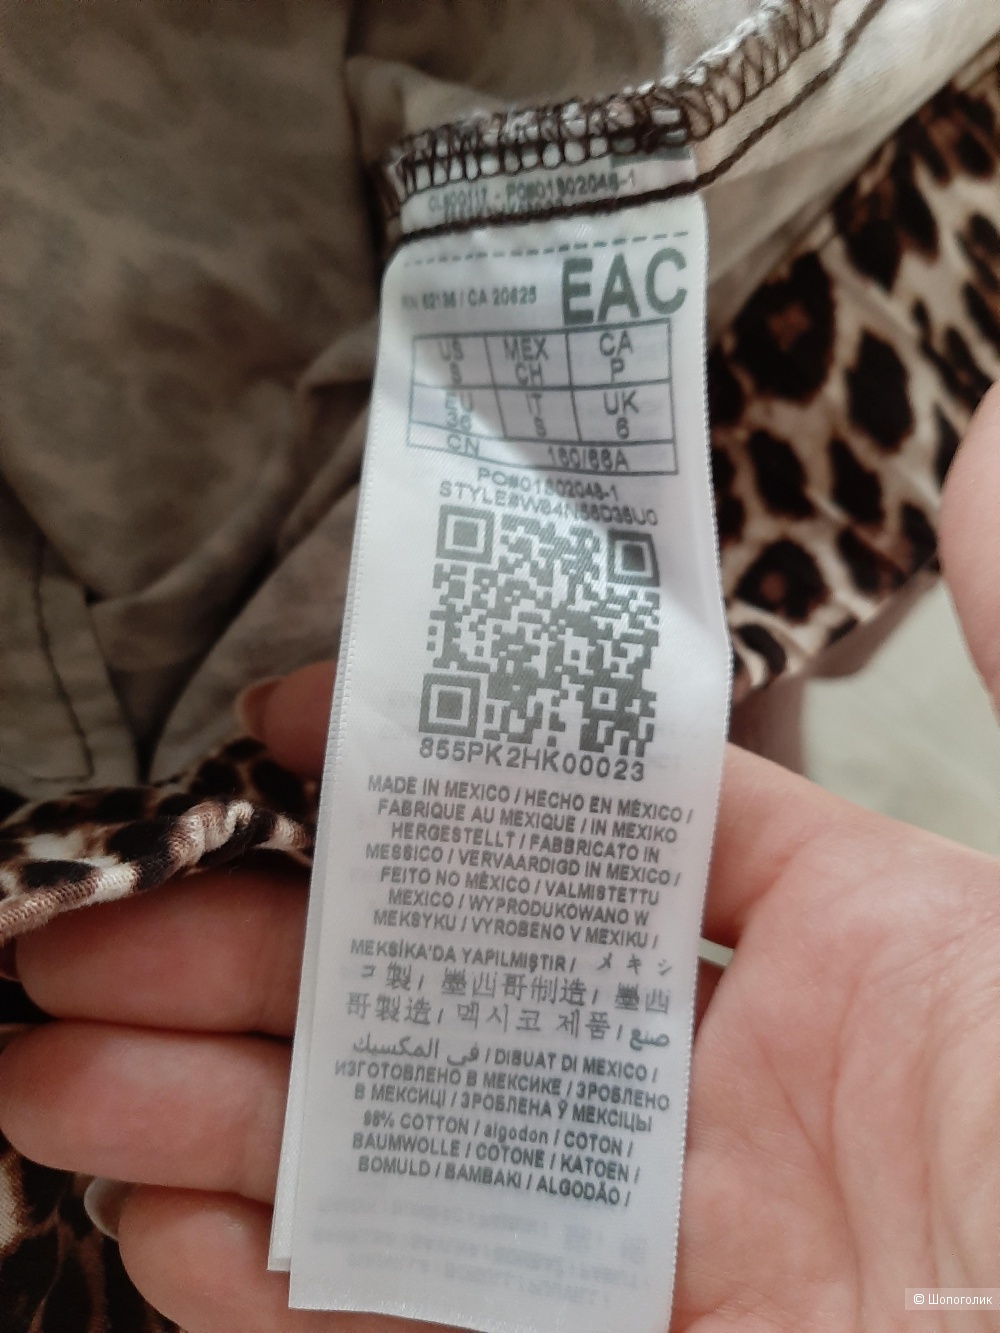 EAC
RN 62136 / CA 20625
US MEX CA
S CH P
EU IT UK
36 S 6
CN 160/68A
PO#01802048-1
855PK2HK00023
MADE IN MEXICO / HECHO EN MÉXICO /
FABRIQUE AU MEXIQUE / IN MEXIKO
HERGESTELLT / FABBRICATO IN
MESSICO / VERVAARDIGD IN MEXICO /
FEITO NO MÉXICO / VALMISTETTU
MEXICO / WYPRODUKOWANO W
MEKSYKU / VYROBENO V MEXIKU /
MEKSİKA'DA YAPILMIŞTIR / メキシ
コ製 / 墨西哥制造 / 墨西
哥製造 / 멕시코 제품 / صنع
في المكسيك / DIBUAT DI MEXICO /
ИЗГОТОВЛЕНО В МЕКСИКЕ / ЗРОБЛЕНО
В МЕКСИЦІ / ЗРОБЛЕНА Ў МЕКСІЦЫ
98% COTTON / algodon / COTON /
BAUMWOLLE / COTONE / KATOEN /
BOMULD / BAMBAKI / ALGODÃO /
© Шопоголик